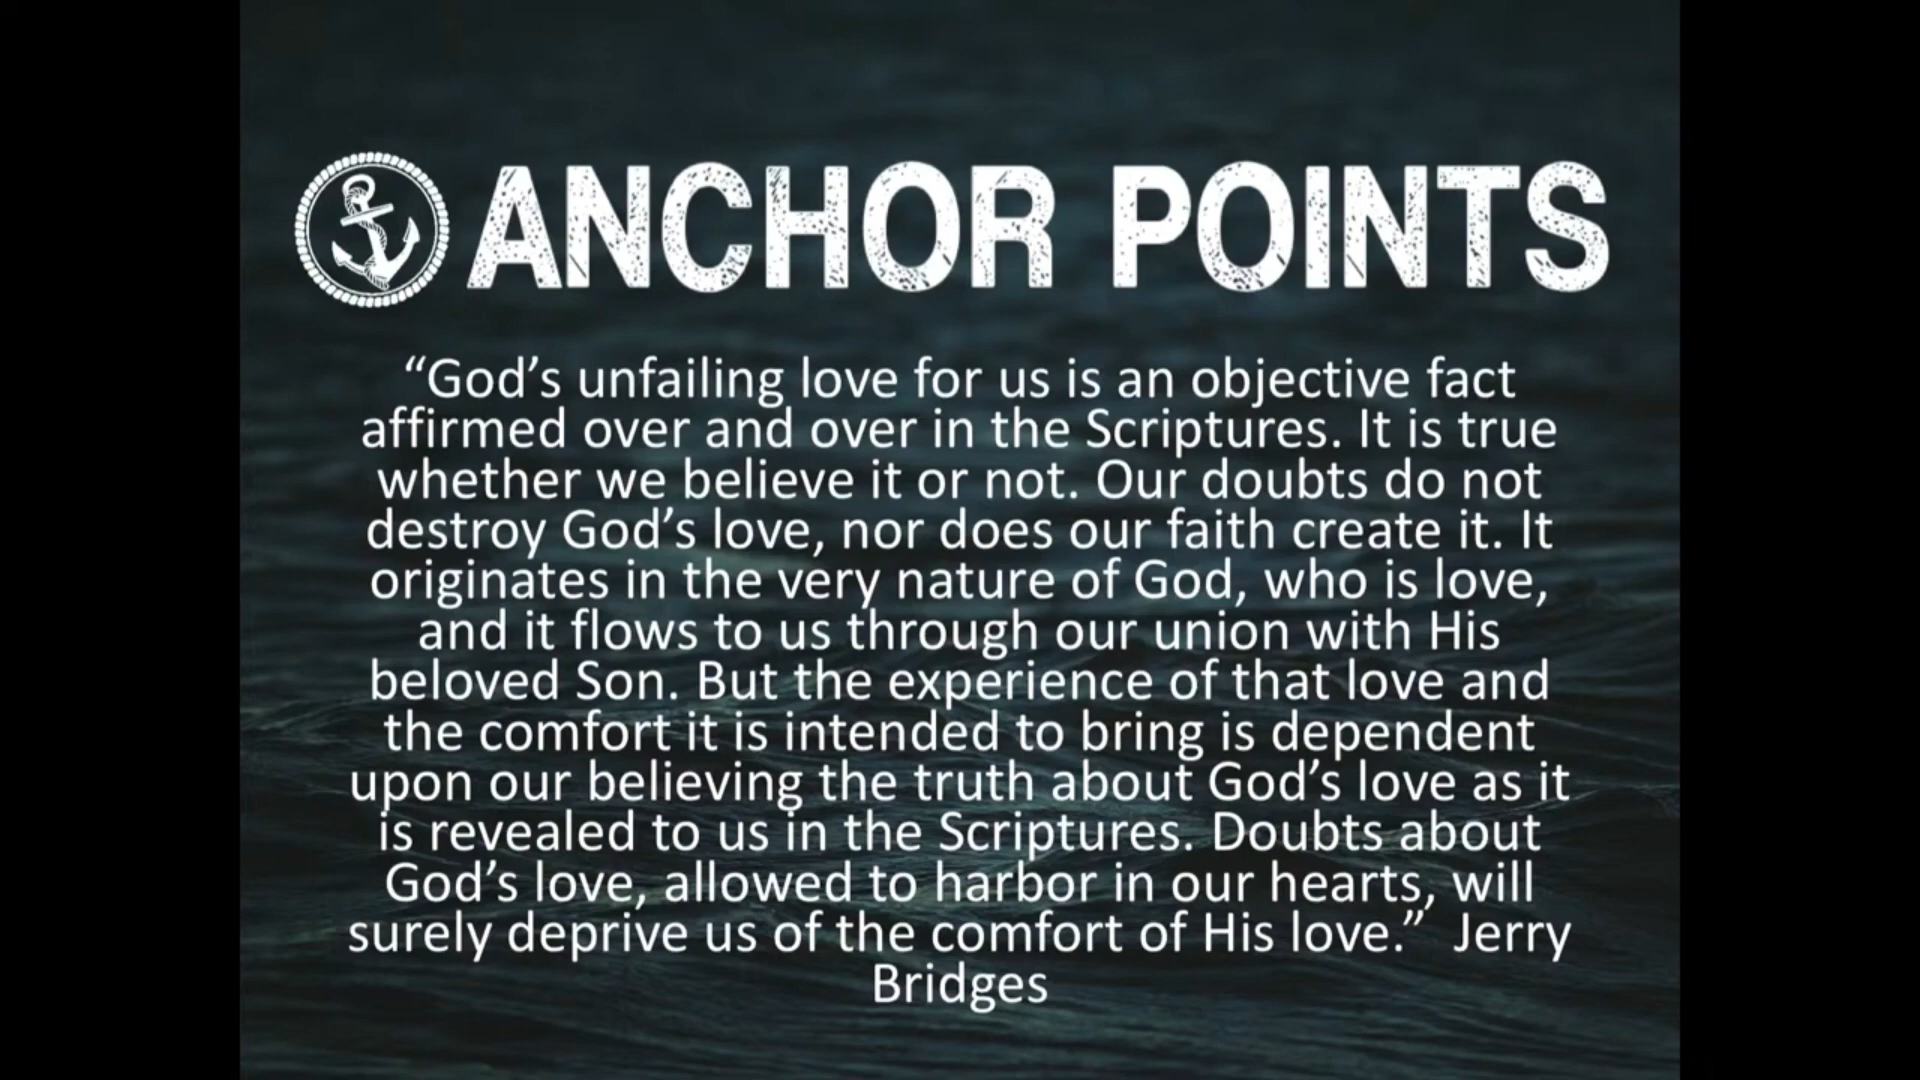 ANCHOR POINTS
“God’s unfailing love for us is an objective fact
affirmed over and over in the Scriptures. It is true
whether we believe it or not. Our doubts do not
destroy God’s love, nor does our faith create it. It
originates in the very nature of God, who is love,
and it flows to us through our union with His
beloved Son. But the experience of that love and
the comfort it is intended to bring is dependent
upon our believing the truth about God’s love as it
is revealed to us in the Scriptures. Doubts about
God’s love, allowed to harbor in our hearts, will
surely deprive us of the comfort of His love.” Jerry
Bridges